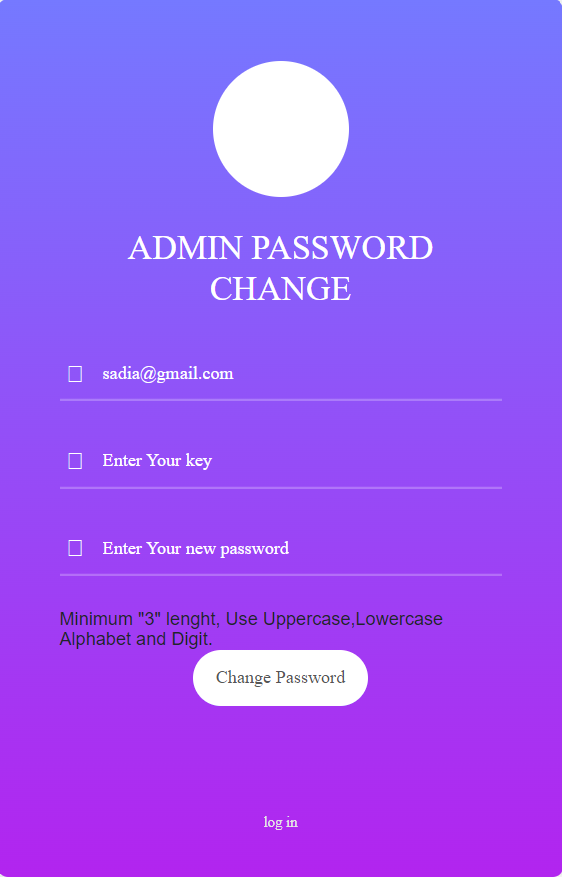 ADMIN PASSWORD
CHANGE
sadia@gmail.com
Enter Your key
Enter Your new password
Minimum "3" lenght, Use Uppercase,Lowercase
Alphabet and Digit.
Change Password
log in